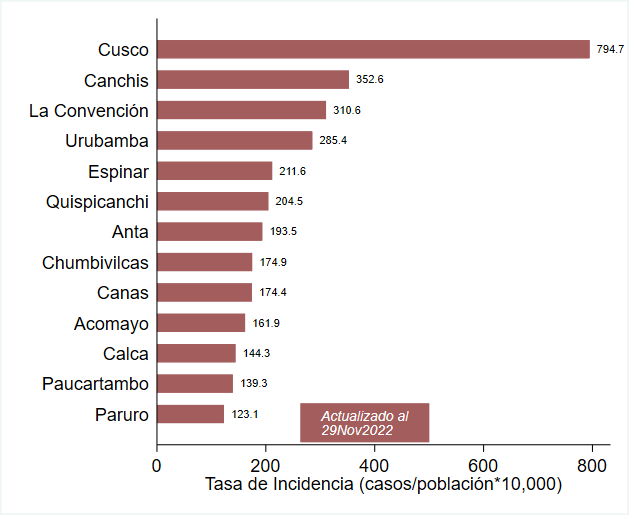 Cusco 794.7
Canchis 352.6
La Convención 310.6
Urubamba 285.4
Espinar 211.6
Quispicanchi 204.5
Anta 193.5
Chumbivilcas 174.9
Canas 174.4
Acomayo 161.9
Calca 144.3
Paucartambo 139.3
Paruro 123.1
Actualizado al
29Nov2022
0 200 400 600 800
Tasa de Incidencia (casos/población*10,000)